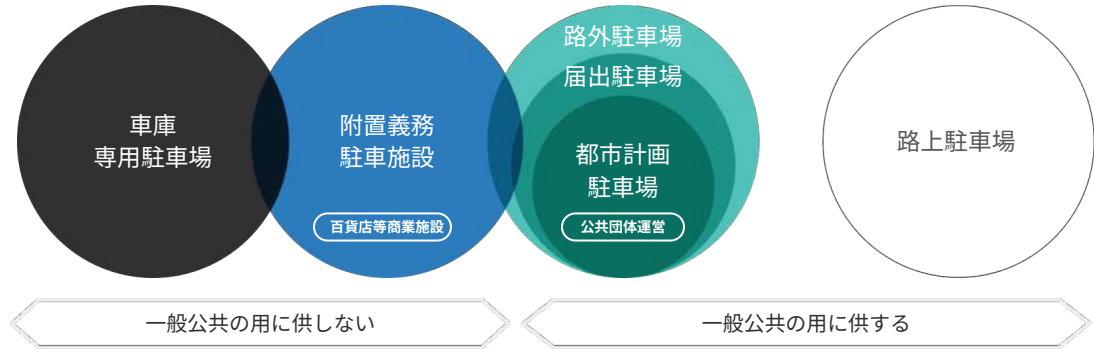 車庫
専用駐車場
附置義務
駐車施設
百貨店等商業施設
路外駐車場
届出駐車場
都市計画
駐車場
公共団体運営
路上駐車場
一般公共の用に供しない
一般公共の用に供する